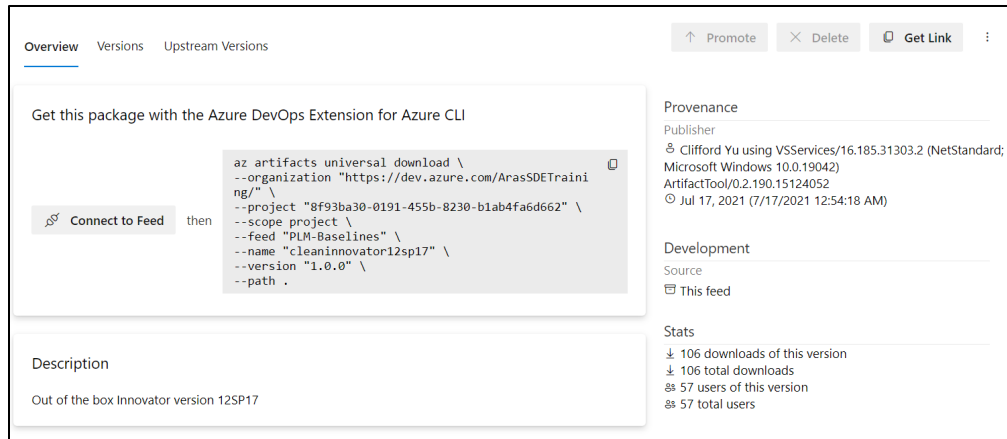 Overview Versions Upstream Versions
Promote Delete Get Link
Get this package with the Azure DevOps Extension for Azure CLI
Connect to Feed then
az artifacts universal download \
--organization "https://dev.azure.com/ArasSDETraini
ng/" \
--project "8f93ba30-0191-455b-8230-b1ab4fa6d662" \
--scope project \
--feed "PLM-Baselines" \
--name "cleaninnovator12sp17" \
--version "1.0.0" \
--path .
Description
Out of the box Innovator version 12SP17
Provenance
Publisher
Clifford Yu using VSServices/16.185.31303.2 (NetStandard;
Microsoft Windows 10.0.19042)
ArtifactTool/0.2.190.15124052
Jul 17, 2021 (7/17/2021 12:54:18 AM)
Development
Source
This feed
Stats
106 downloads of this version
106 total downloads
57 users of this version
57 total users